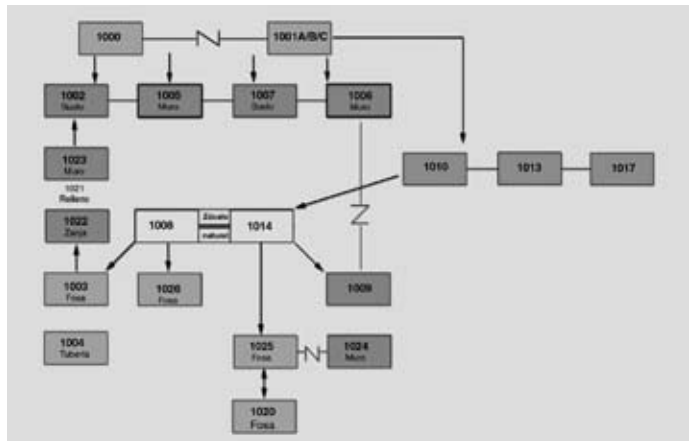 1000
1001A/B/C
1002
Suelo
1005
Muro
1007
Suelo
1006
Muro
1023
Muro
1021
Relleno
1022
Zanja
1003
Fosa
1004
Tubería
1010
1013
1017
1008
1014
natural
1026
Fosa
1009
1025
Fosa
1024
Muro
1020
Fosa